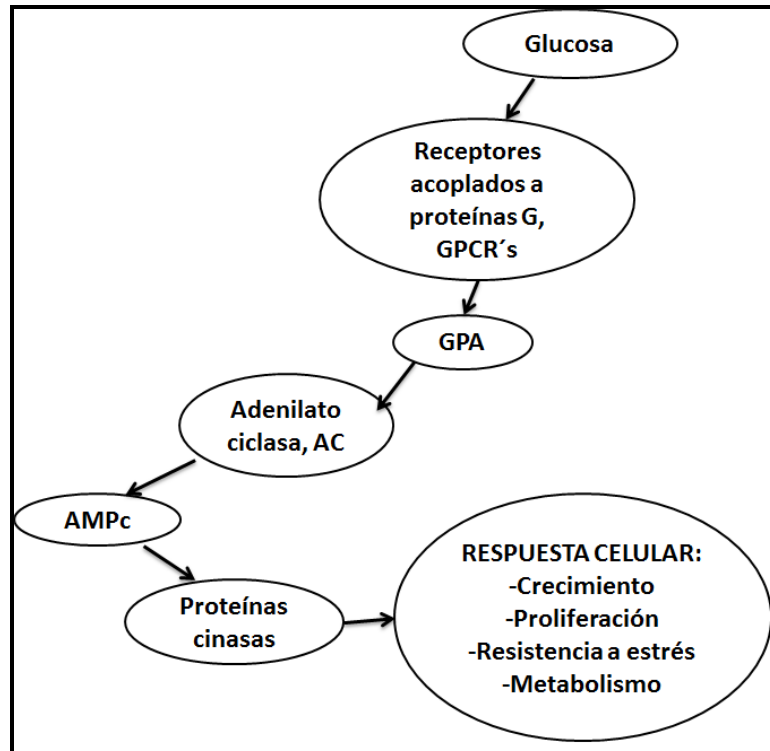 Glucosa
Receptores
acoplados a
proteínas G,
GPCR´s
GPA
Adenilato
ciclasa, AC
AMPc
Proteínas
cinasas
RESPUESTA CELULAR:
-Crecimiento
-Proliferación
-Resistencia a estrés
-Metabolismo